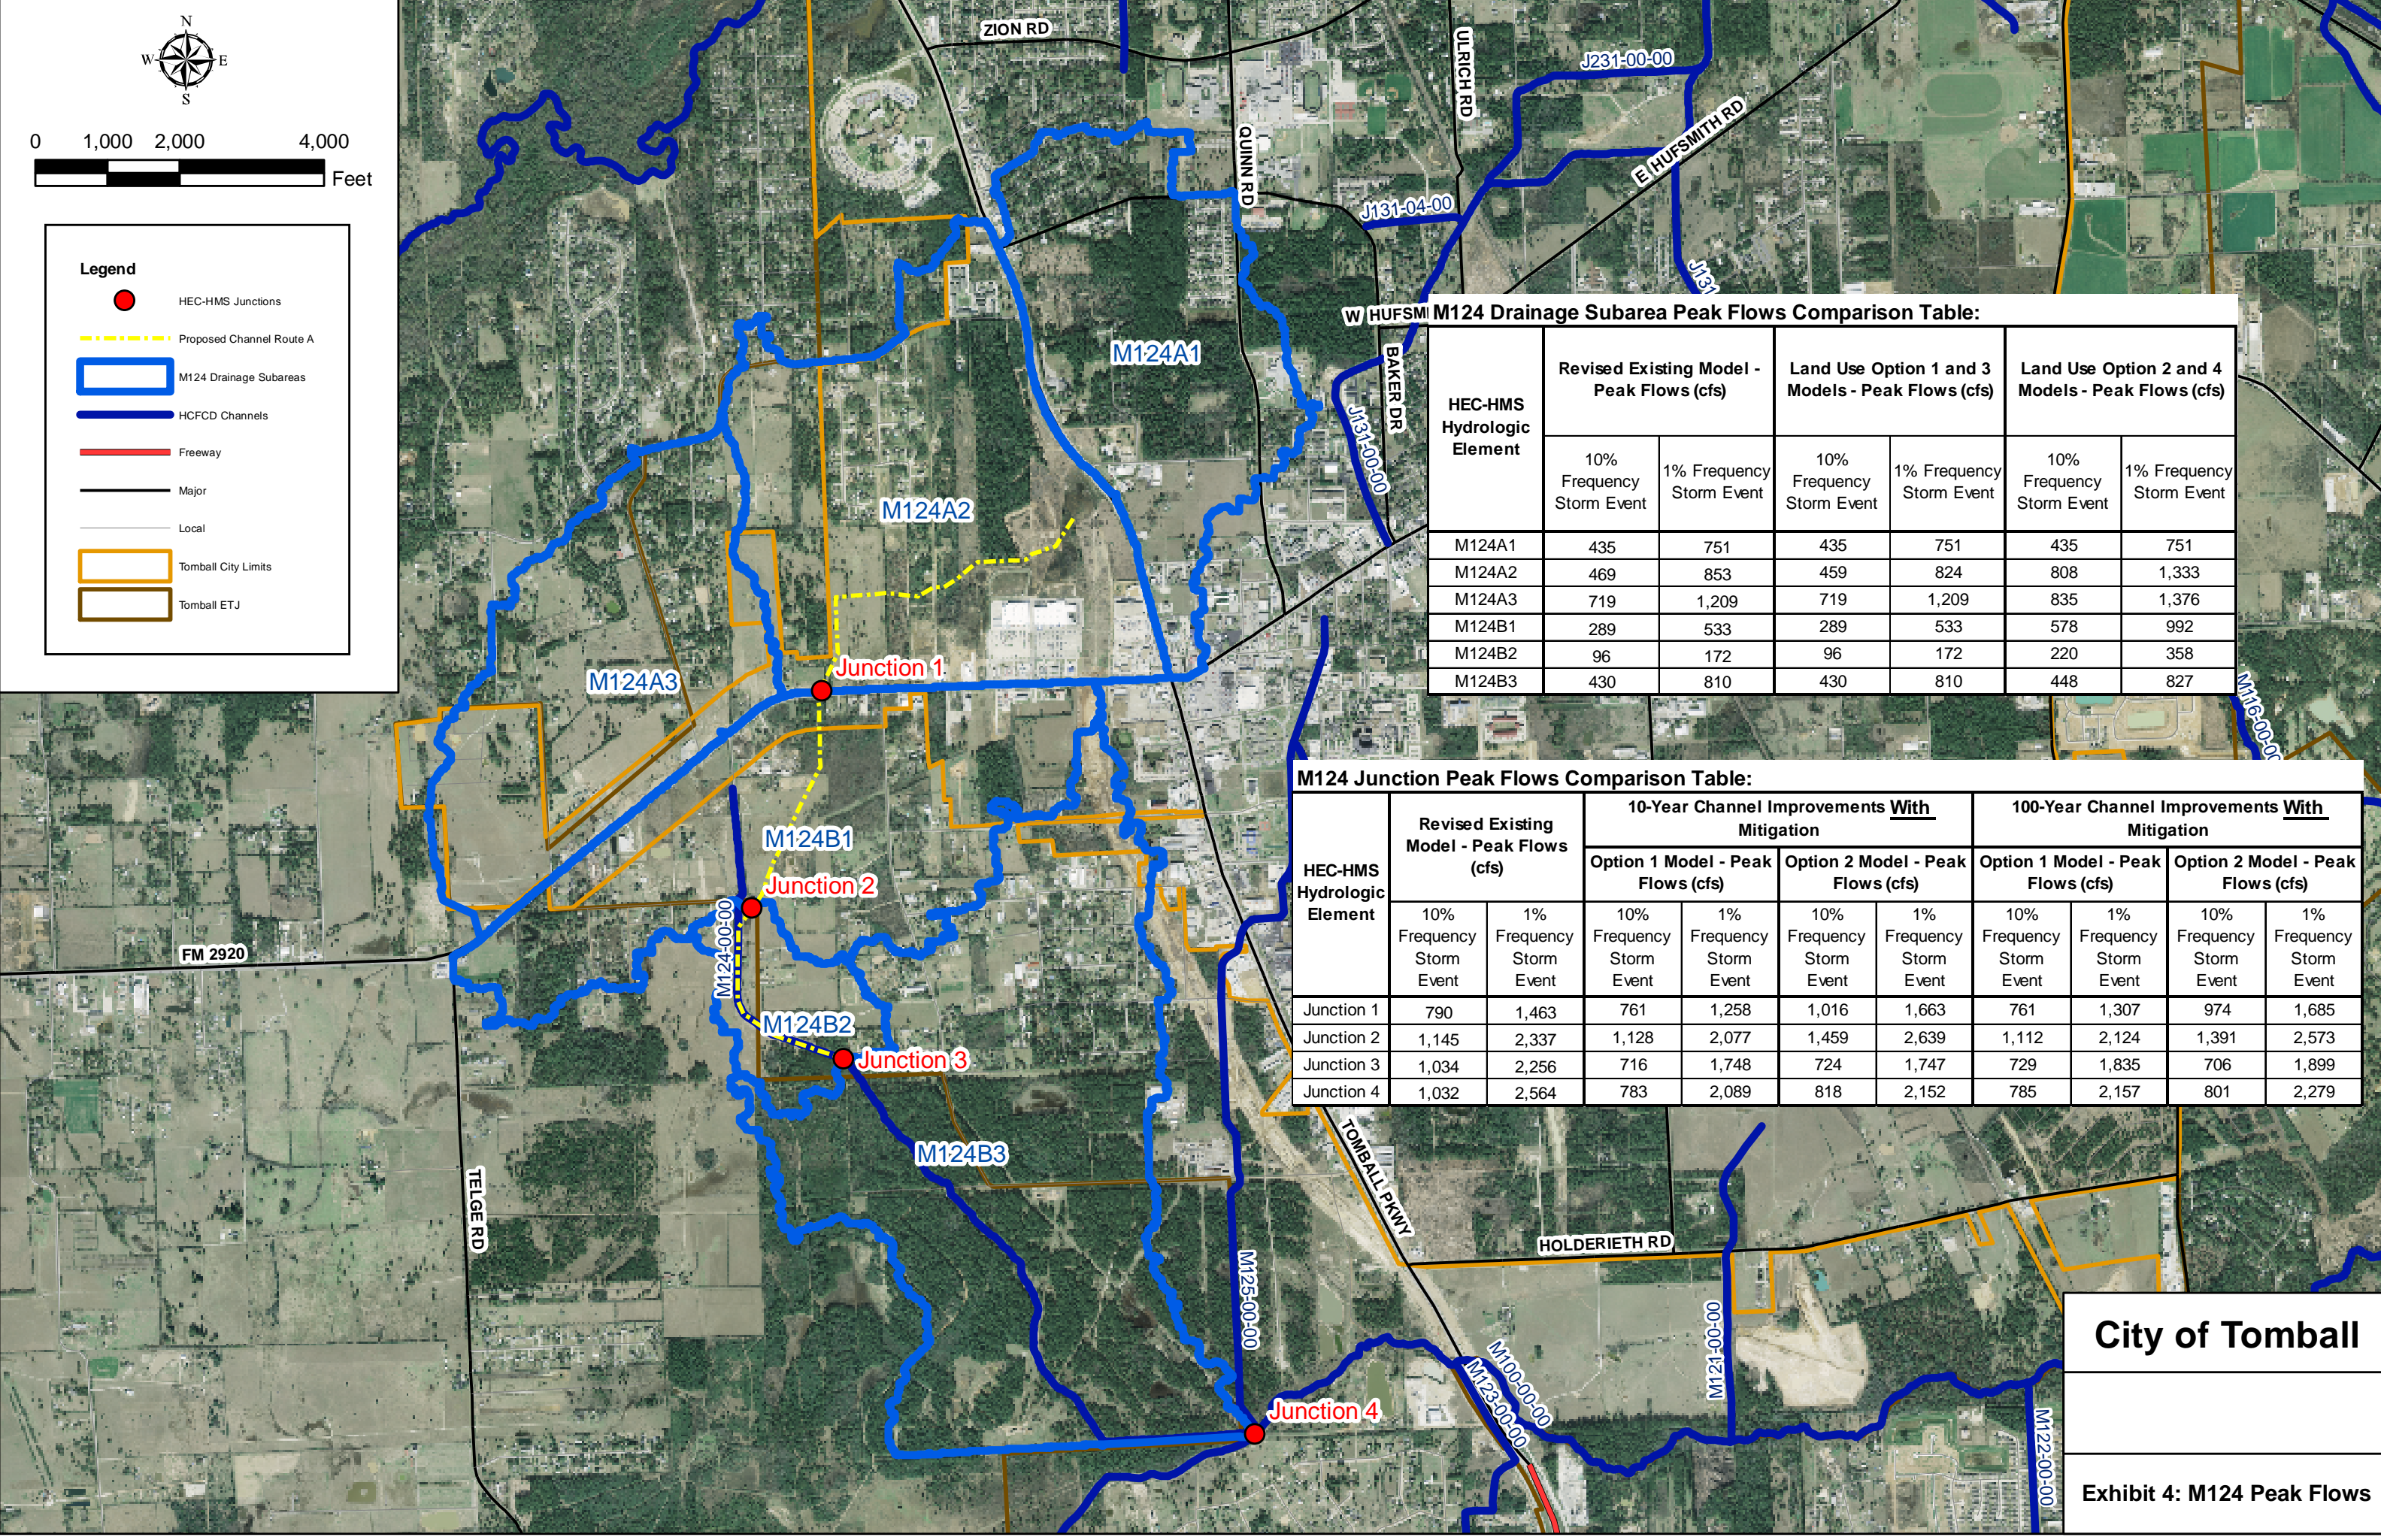 N
W E
S
0 1,000 2,000 4,000
Feet
Legend
HEC-HMS Junctions
Proposed Channel Route A
M124 Drainage Subareas
HCFCD Channels
Freeway
Major
Local
Tomball City Limits
Tomball ETJ
ZION RD
ULRICH RD
J231-00-00
QUINN RD
E HUFSMITH RD
J131-04-00
J131
W HUFSMI
BAKER DR
J131-00-00
M124A1
M124A2
M124A3
Junction 1
M124B1
Junction 2
M124-00-00
FM 2920
M124B2
Junction 3
M124B3
TELGE RD
M125-00-00
TOMBALL PKWY
HOLDERIETH RD
Junction 4
M100-00-00
M123-00-00
M121-00-00
M122-00-00
M116-00-00
M124 Drainage Subarea Peak Flows Comparison Table:
HEC-HMS Hydrologic Element | Revised Existing Model - Peak Flows (cfs) | Land Use Option 1 and 3 Models - Peak Flows (cfs) | Land Use Option 2 and 4 Models - Peak Flows (cfs)
10% Frequency Storm Event | 1% Frequency Storm Event | 10% Frequency Storm Event | 1% Frequency Storm Event | 10% Frequency Storm Event | 1% Frequency Storm Event
M124A1 435 751 435 751 435 751
M124A2 469 853 459 824 808 1,333
M124A3 719 1,209 719 1,209 835 1,376
M124B1 289 533 289 533 578 992
M124B2 96 172 96 172 220 358
M124B3 430 810 430 810 448 827
M124 Junction Peak Flows Comparison Table:
HEC-HMS Hydrologic Element | Revised Existing Model - Peak Flows (cfs) | 10-Year Channel Improvements With Mitigation | 100-Year Channel Improvements With Mitigation
Option 1 Model - Peak Flows (cfs) | Option 2 Model - Peak Flows (cfs) | Option 1 Model - Peak Flows (cfs) | Option 2 Model - Peak Flows (cfs)
10% Frequency Storm Event | 1% Frequency Storm Event | 10% Frequency Storm Event | 1% Frequency Storm Event | 10% Frequency Storm Event | 1% Frequency Storm Event | 10% Frequency Storm Event | 1% Frequency Storm Event | 10% Frequency Storm Event | 1% Frequency Storm Event
Junction 1 790 1,463 761 1,258 1,016 1,663 761 1,307 974 1,685
Junction 2 1,145 2,337 1,128 2,077 1,459 2,639 1,112 2,124 1,391 2,573
Junction 3 1,034 2,256 716 1,748 724 1,747 729 1,835 706 1,899
Junction 4 1,032 2,564 783 2,089 818 2,152 785 2,157 801 2,279
City of Tomball
Exhibit 4: M124 Peak Flows